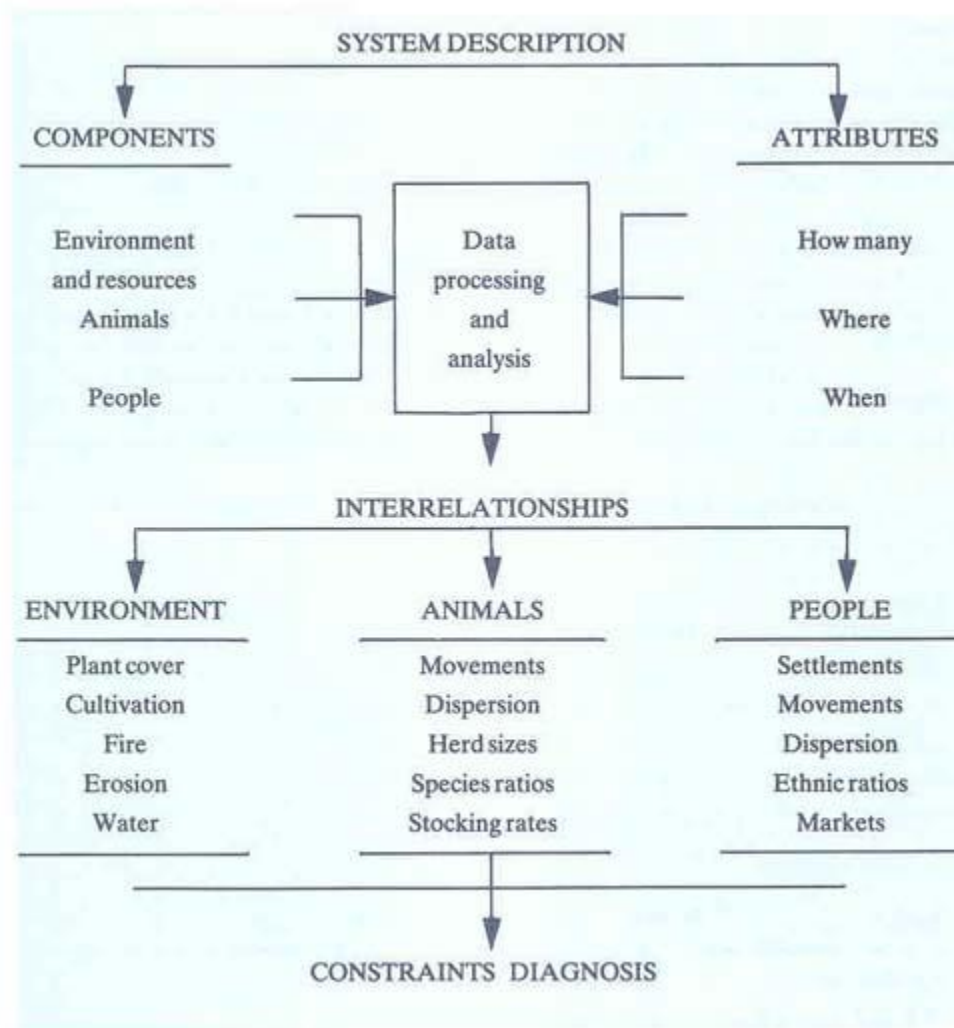 SYSTEM DESCRIPTION
COMPONENTS
ATTRIBUTES
Environment
and resources
Animals
People
Data
processing
and
analysis
How many
Where
When
INTERRELATIONSHIPS
ENVIRONMENT
Plant cover
Cultivation
Fire
Erosion
Water
ANIMALS
Movements
Dispersion
Herd sizes
Species ratios
Stocking rates
PEOPLE
Settlements
Movements
Dispersion
Ethnic ratios
Markets
CONSTRAINTS DIAGNOSIS